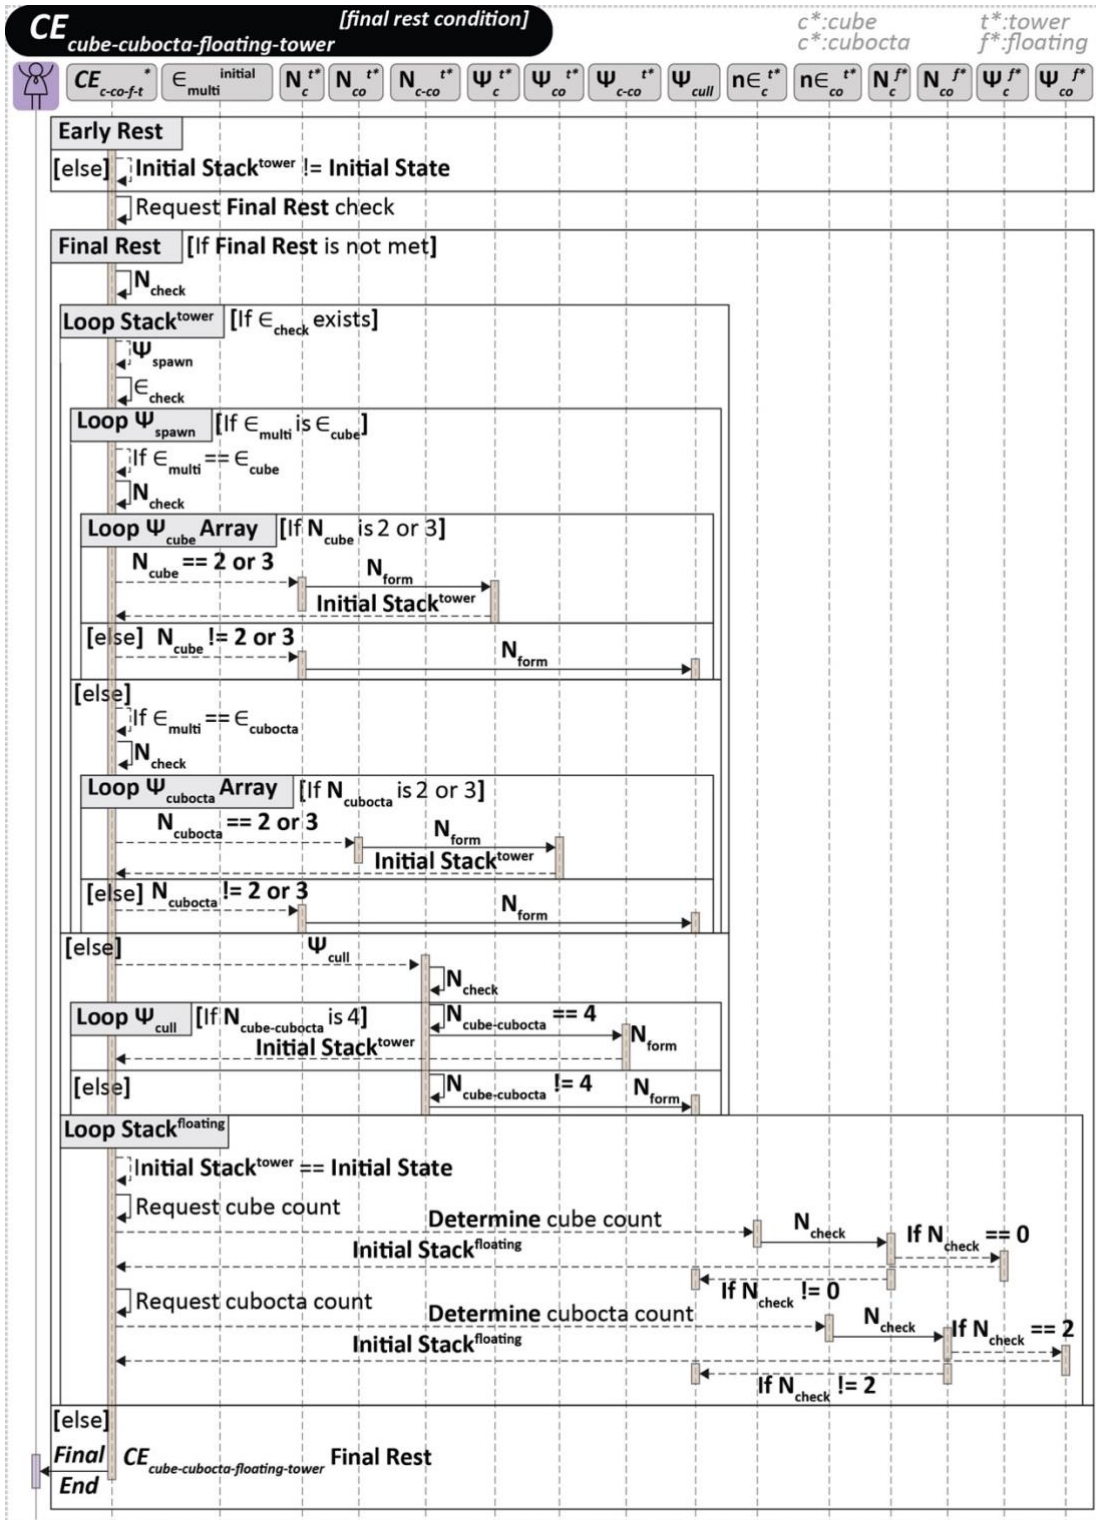 CE cube-cubocta-floating-tower [final rest condition]
c*:cube t*:tower
c*:cubocta f*:floating
CE c-co-f-t * ∈ multi initial N c t* N co t* N c-co t* Ψ c t* Ψ co t* Ψ c-co t* Ψ cull n∈ c t* n∈ co t* N c f* N co f* Ψ c f* Ψ co f*
Early Rest
[else] Initial Stack tower != Initial State
Request Final Rest check
Final Rest [If Final Rest is not met]
N check
Loop Stack tower [If ∈ check exists]
Ψ spawn
∈ check
Loop Ψ spawn [If ∈ multi is ∈ cube]
If ∈ multi == ∈ cube
N check
Loop Ψ cube Array [If N cube is 2 or 3]
N cube == 2 or 3 N form
Initial Stack tower
[else] N cube != 2 or 3 N form
[else]
If ∈ multi == ∈ cubocta
N check
Loop Ψ cubocta Array [If N cubocta is 2 or 3]
N cubocta == 2 or 3 N form
Initial Stack tower
[else] N cubocta != 2 or 3 N form
[else] Ψ cull
N check
Loop Ψ cull [If N cube-cubocta is 4] N cube-cubocta == 4
Initial Stack tower N form
[else] N cube-cubocta != 4 N form
Loop Stack floating
Initial Stack tower == Initial State
Request cube count
Determine cube count N check If N check == 0
Initial Stack floating
If N check != 0
Request cubocta count
Determine cubocta count N check If N check == 2
Initial Stack floating
If N check != 2
[else]
Final CE cube-cubocta-floating-tower Final Rest
End